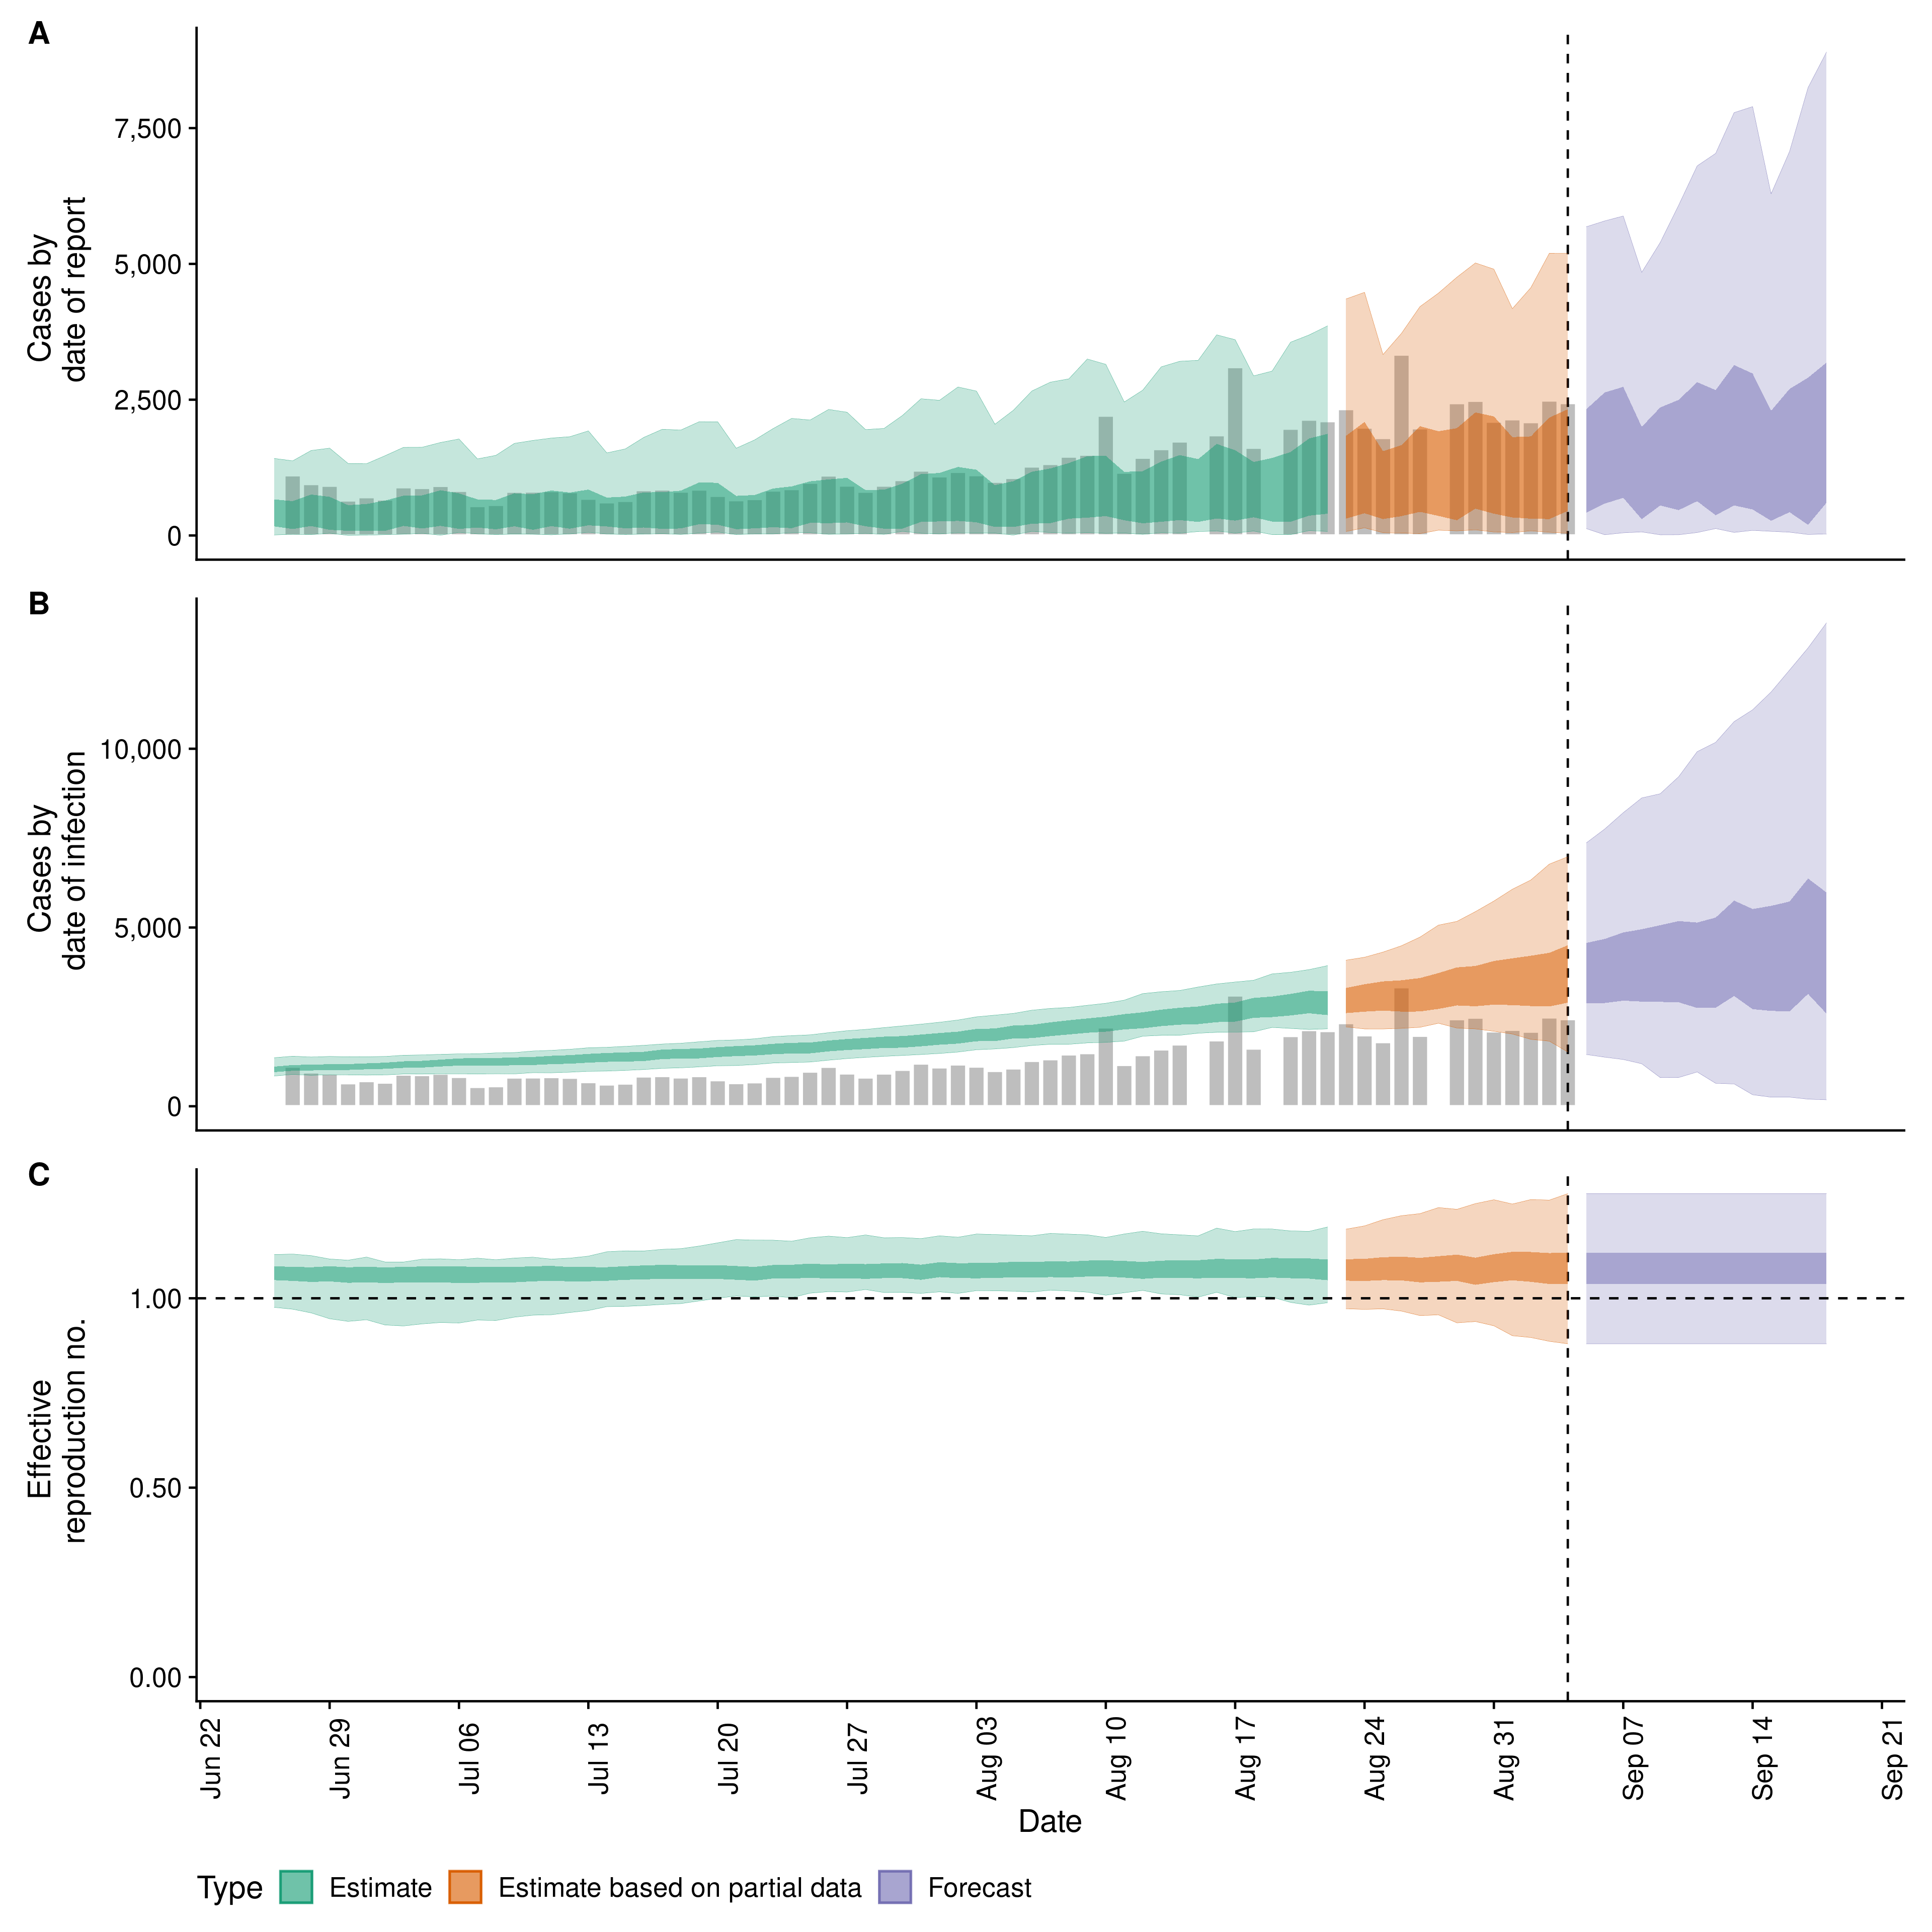 A
Cases by
date of report
7,500
5,000
2,500
0
B
Cases by
date of infection
10,000
5,000
0
C
Effective
reproduction no.
1.00
0.50
0.00
Jun 22
Jun 29
Jul 06
Jul 13
Jul 20
Jul 27
Aug 03
Aug 10
Aug 17
Aug 24
Aug 31
Sep 07
Sep 14
Sep 21
Date
Type
Estimate
Estimate based on partial data
Forecast